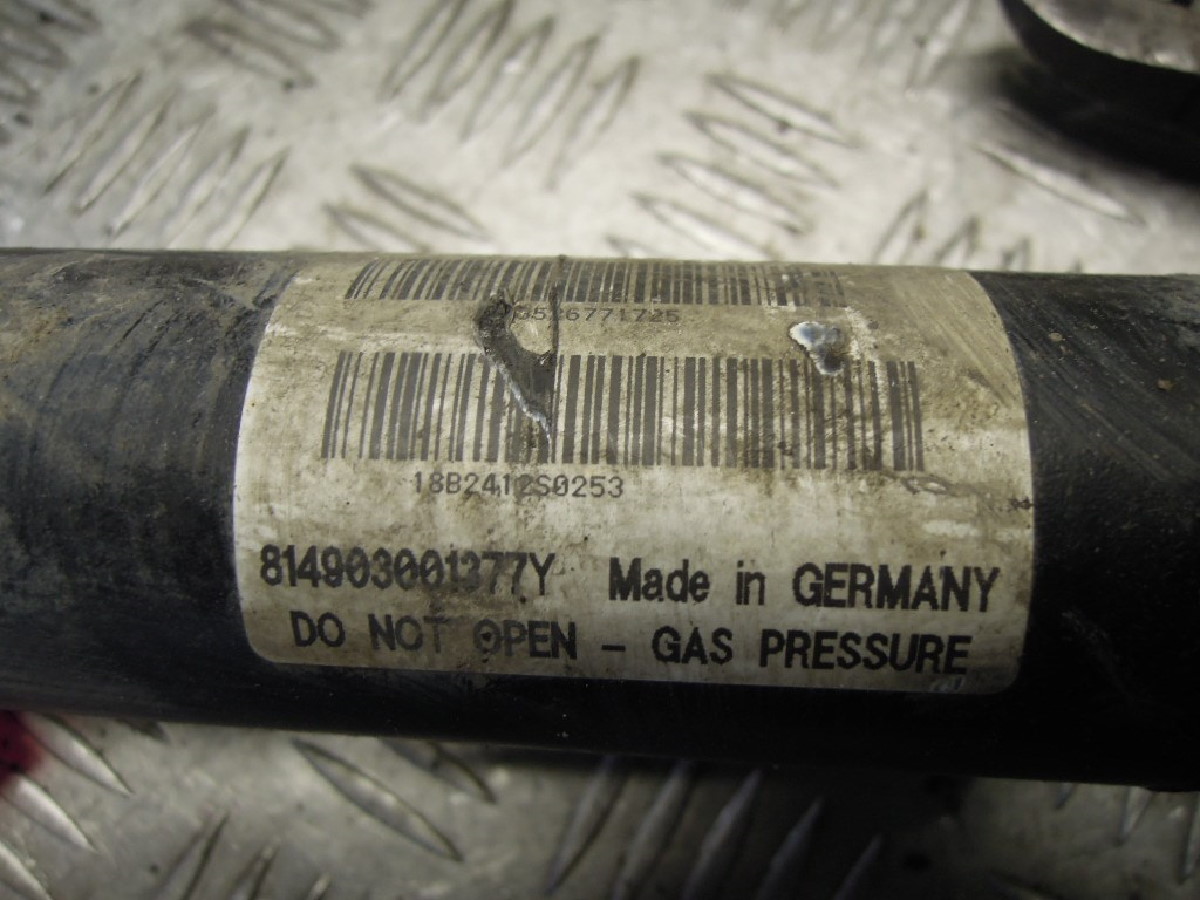 18B2412S0253
814903001377Y Made in GERMANY
DO NOT OPEN - GAS PRESSURE